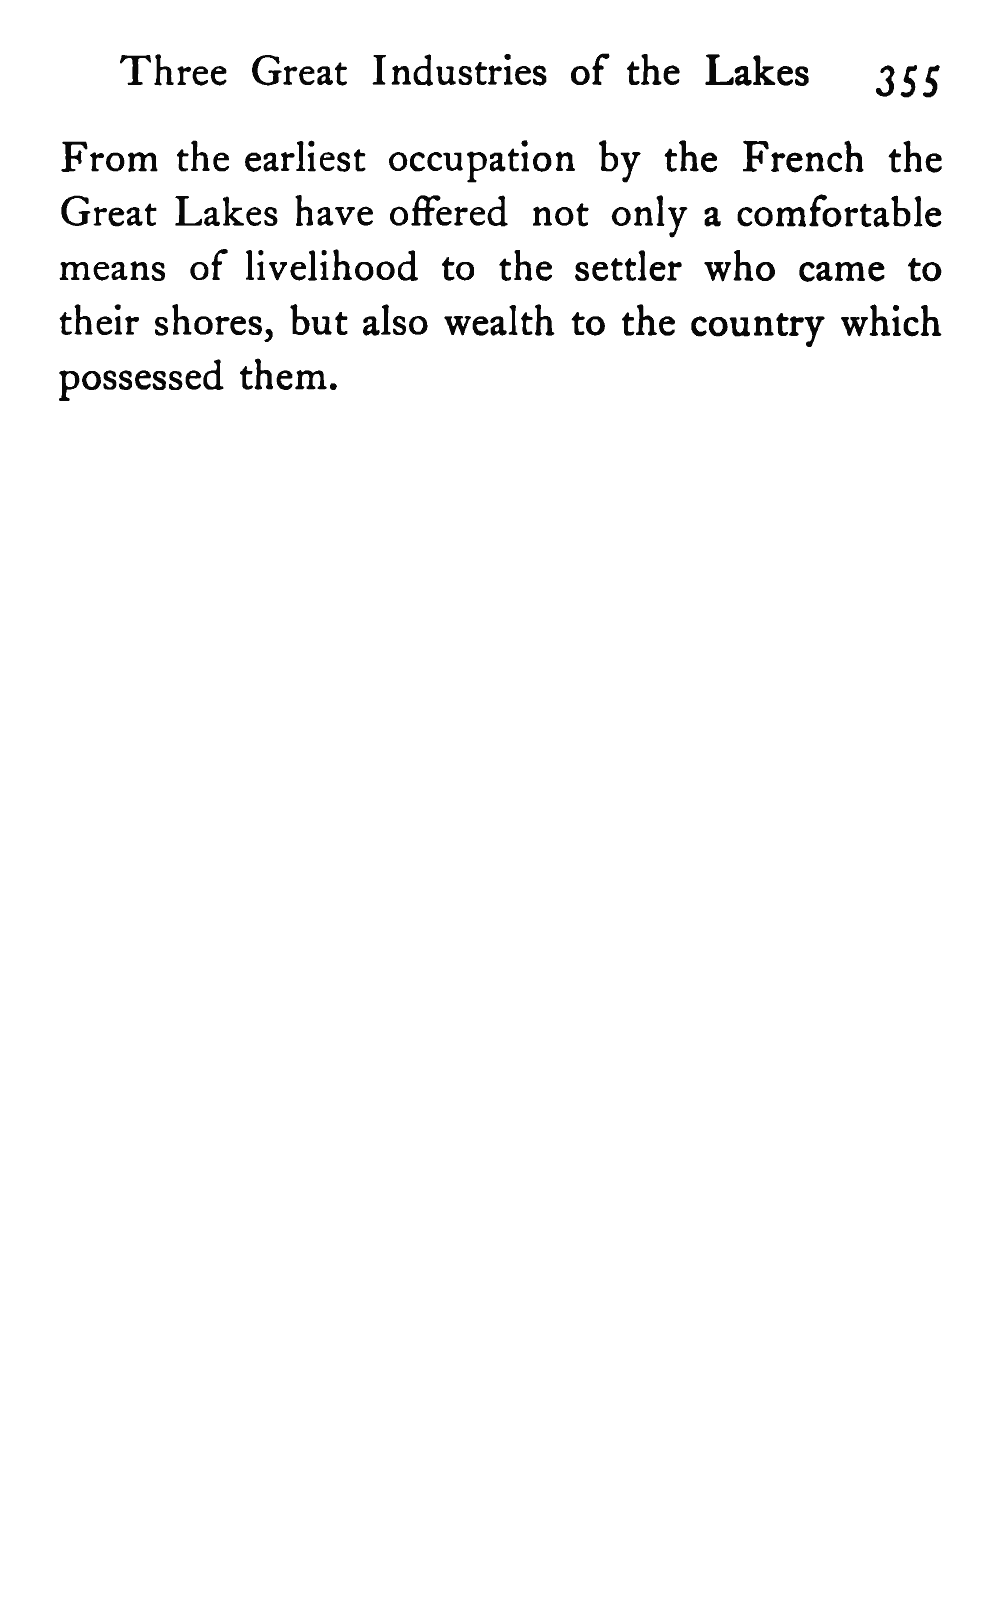 Three Great Industries of the Lakes 355
From the earliest occupation by the French the
Great Lakes have offered not only a comfortable
means of livelihood to the settler who came to
their shores, but also wealth to the country which
possessed them.